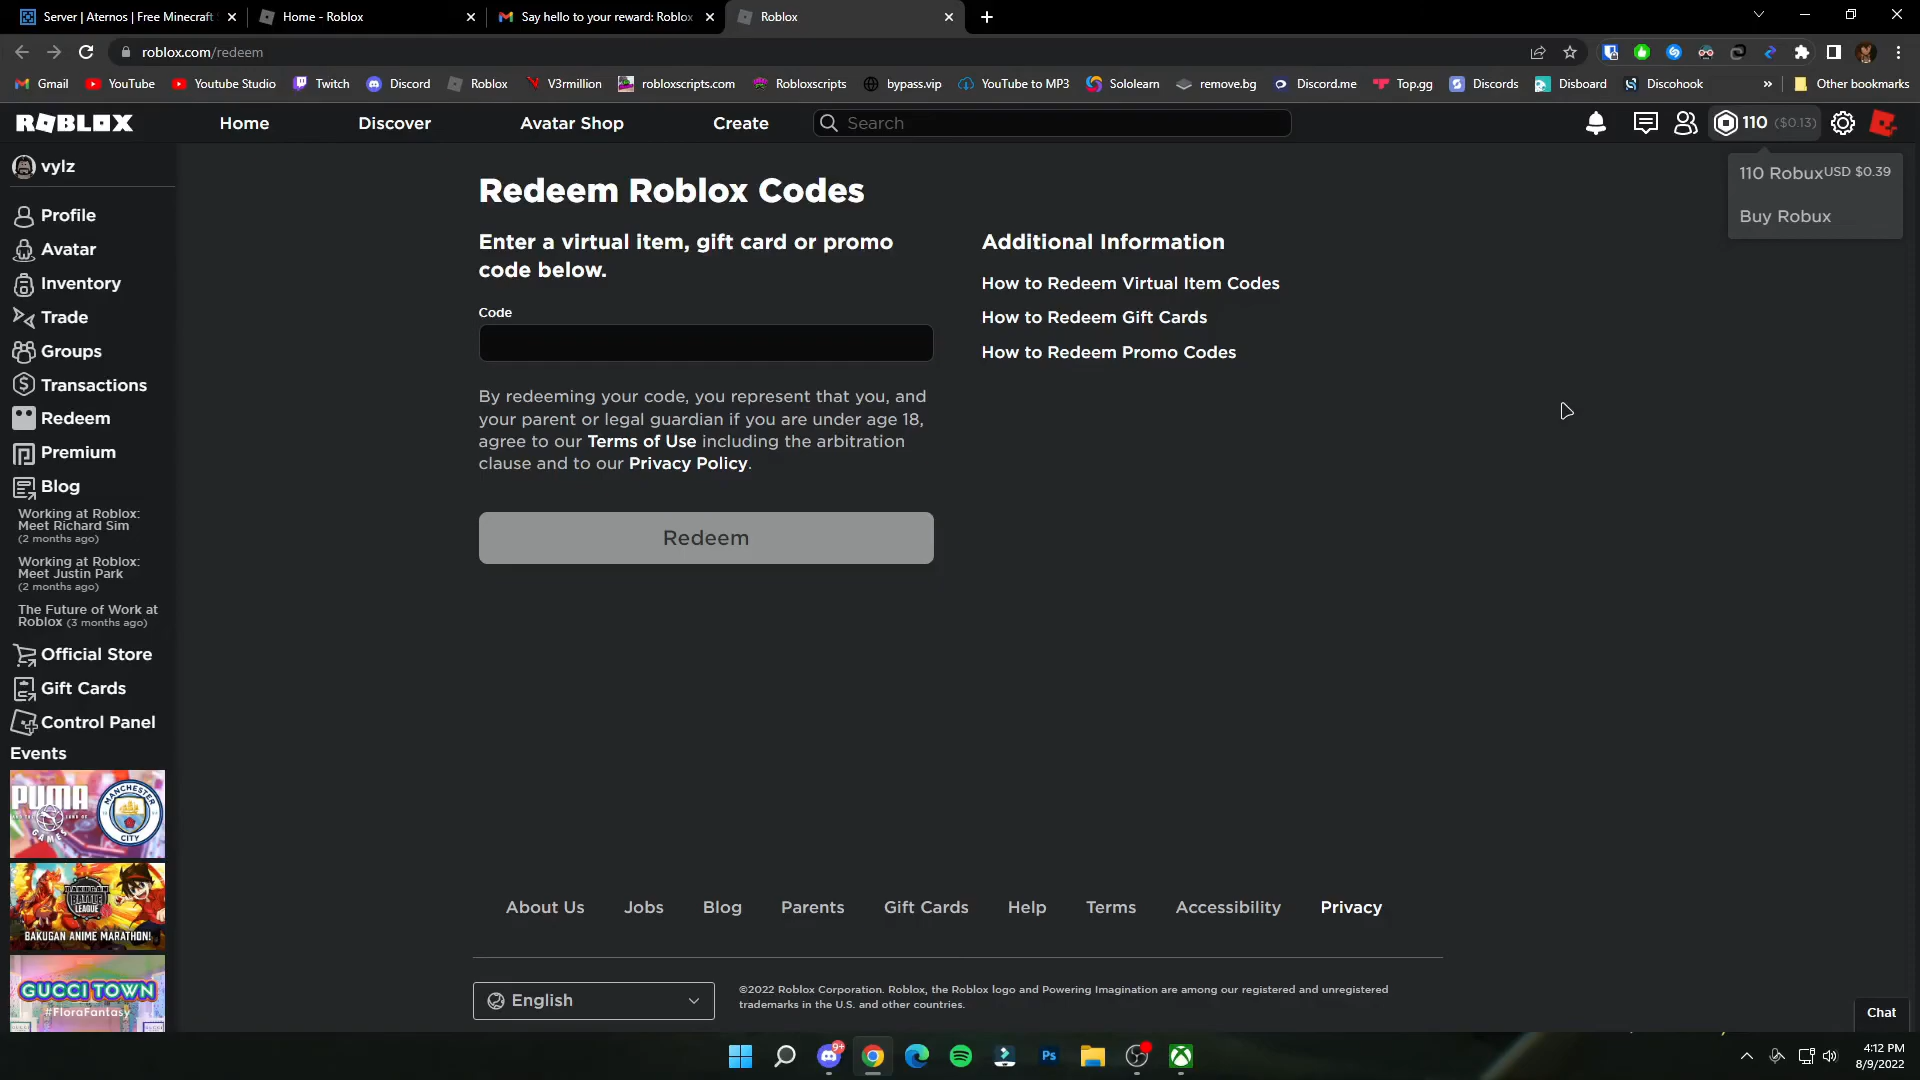 Server | Aternos | Free Minecraft
Home - Roblox
Say hello to your reward: Roblox
Roblox
roblox.com/redeem
Gmail
YouTube
Youtube Studio
Twitch
Discord
Roblox
V3rmillion
robloxscripts.com
Robloxscripts
bypass.vip
YouTube to MP3
Sololearn
remove.bg
Discord.me
Top.gg
Discords
Disboard
Discohook
»
Other bookmarks
ROBLOX
Home
Discover
Avatar Shop
Create
Search
110 ($0.13)
110 Robux USD $0.39
Buy Robux
vylz
Profile
Avatar
Inventory
Trade
Groups
Transactions
Redeem
Premium
Blog
Working at Roblox:
Meet Richard Sim
(2 months ago)
Working at Roblox:
Meet Justin Park
(2 months ago)
The Future of Work at
Roblox (3 months ago)
Official Store
Gift Cards
Control Panel
Events
PUMA
GAMES
MANCHESTER
CITY
BAKUGAN
BATTLE
LEAGUE
BAKUGAN ANIME MARATHON!
GUCCI TOWN
#FloraFantasy
Redeem Roblox Codes
Enter a virtual item, gift card or promo
code below.
Code
By redeeming your code, you represent that you, and
your parent or legal guardian if you are under age 18,
agree to our Terms of Use including the arbitration
clause and to our Privacy Policy.
Redeem
Additional Information
How to Redeem Virtual Item Codes
How to Redeem Gift Cards
How to Redeem Promo Codes
About Us
Jobs
Blog
Parents
Gift Cards
Help
Terms
Accessibility
Privacy
English
©2022 Roblox Corporation. Roblox, the Roblox logo and Powering Imagination are among our registered and unregistered
trademarks in the U.S. and other countries.
Chat
9+
Ps
4:12 PM
8/9/2022